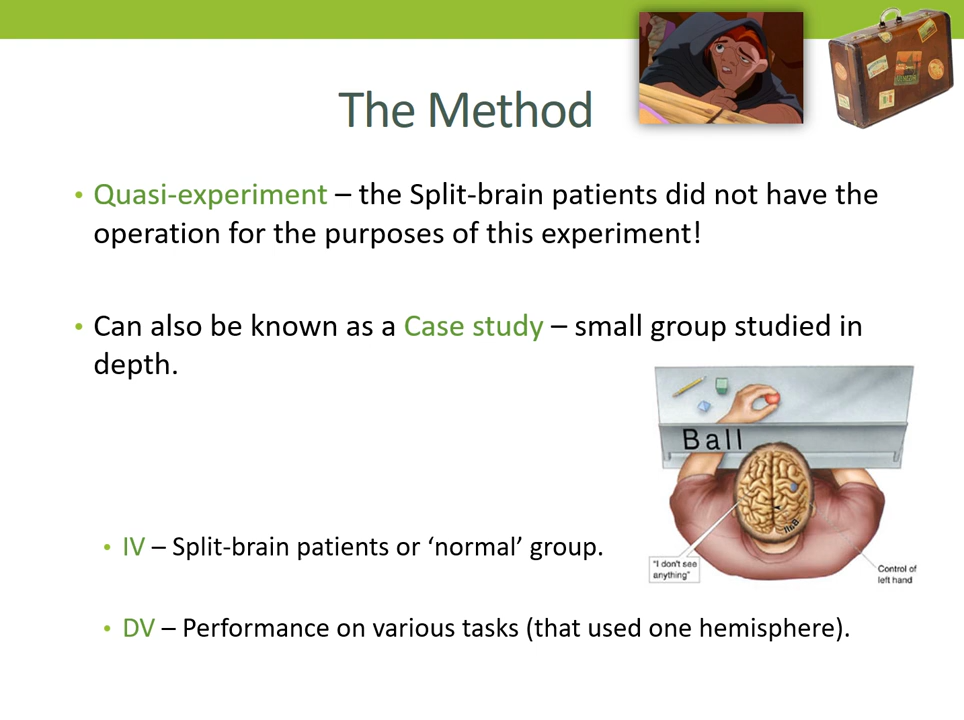 The Method
• Quasi-experiment – the Split-brain patients did not have the
operation for the purposes of this experiment!
• Can also be known as a Case study – small group studied in
depth.
Ball
• IV – Split-brain patients or ‘normal’ group.
"I don't see
anything"
Control of
left hand
• DV – Performance on various tasks (that used one hemisphere).